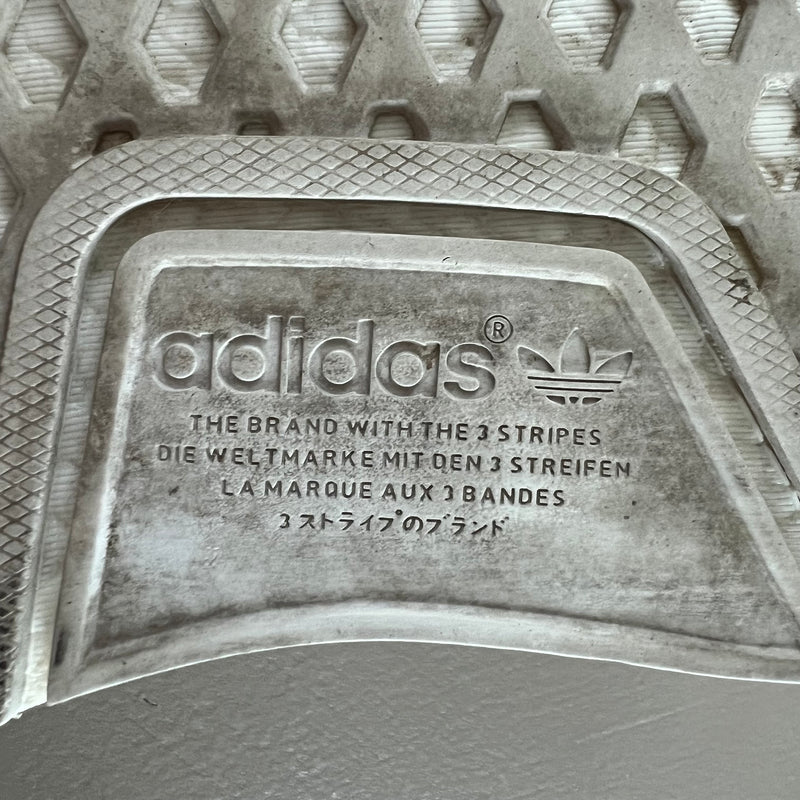 adidas®
THE BRAND WITH THE 3 STRIPES
DIE WELTMARKE MIT DEN 3 STREIFEN
LA MARQUE AUX 3 BANDES
3ストライプのブランド